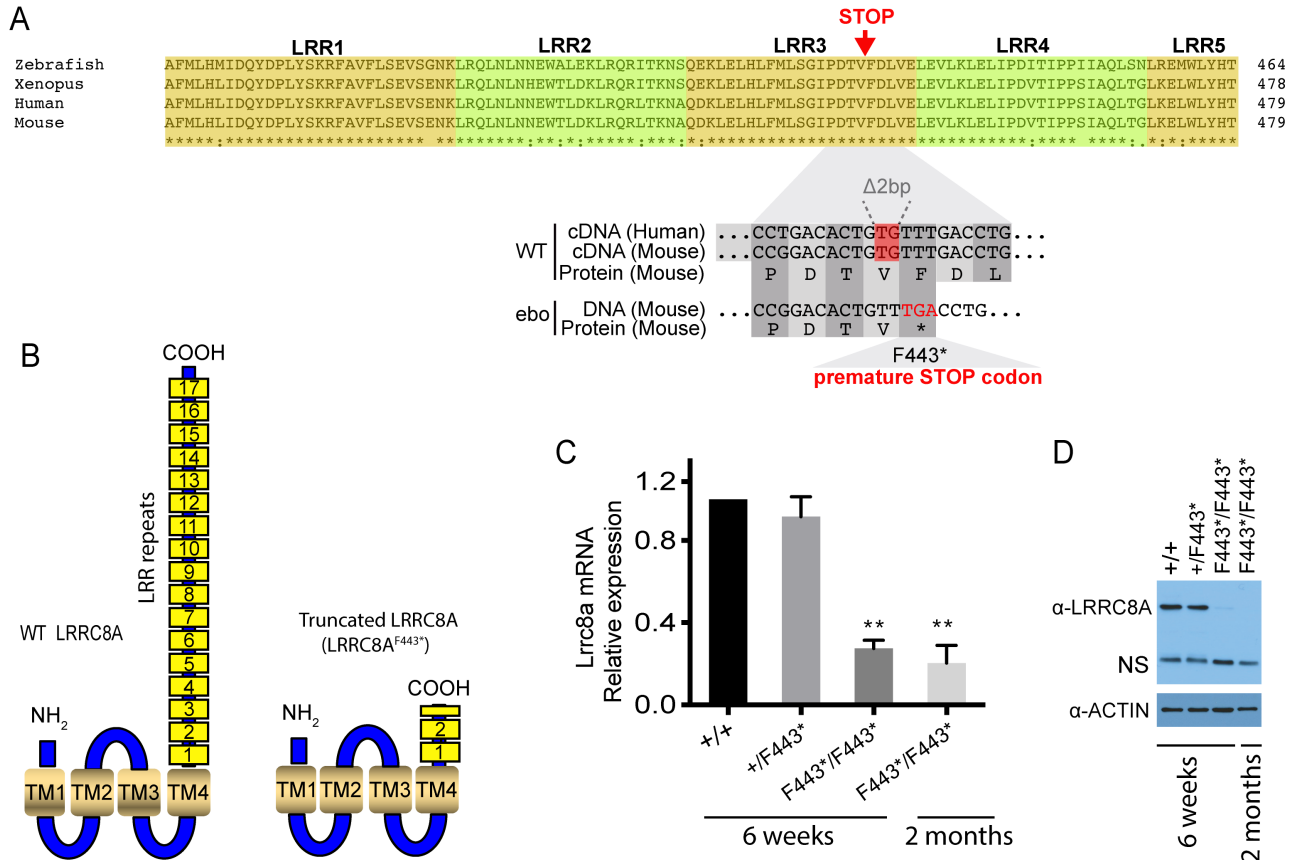 A
STOP
LRR1 LRR2 LRR3 LRR4 LRR5
Zebrafish AFMLHMIDQYDPLYSKRFAVFLSEVSGNKLRQLNLNNEWALEKLRQRITKNSQEKLELHLFMLSGIPDTVFDLVELEVLKLELIPDITIPPIIAQLSNLREMWLYHT 464
Xenopus AFMLHLIDQYDPLYSKRFAVFLSEVSENKLRQLNLNHEWTLDKLRQRLTKNAQDKLELHLFMLSGIPDTVFDLVELEVLKLELIPDVTIPPSIAQLTGLKELWLYHT 478
Human AFMLHLIDQYDPLYSKRFAVFLSEVSENKLRQLNLNNEWTLDKLRQRLTKNAQDKLELHLFMLSGIPDTVFDLVELEVLKLELIPDVTIPPSIAQLTGLKELWLYHT 479
Mouse AFMLHLIDQYDPLYSKRFAVFLSEVSENKLRQLNLNNEWTLDKLRQRLTKNAQDKLELHLFMLSGIPDTVFDLVELEVLKLELIPDVTIPPSIAQLTGLKELWLYHT 479
*****:******************** *********:** *:*****:***.*:********************************:**** ****:.*:*:*****
Δ2bp
WT cDNA (Human) ...CCTGACACTGTGTTTGACCTG...
cDNA (Mouse) ...CCGGACACTGTGTTTGACCTG...
Protein (Mouse) P D T V F D L
ebo DNA (Mouse) ...CCGGACACTGTTTGACCTG...
Protein (Mouse) P D T V *
F443*
premature STOP codon
B
COOH
17
16
15
14
13
12
11
10
9
8
7
6
5
4
3
2
1
LRR repeats
WT LRRC8A
NH2
TM1 TM2 TM3 TM4
Truncated LRRC8A
(LRRC8AF443*)
COOH
2
1
NH2
TM1 TM2 TM3 TM4
C
Lrrc8a mRNA
Relative expression
1.2
0.8
0.4
0.0
** **
+/+ +/F443* F443*/F443* F443*/F443*
6 weeks 2 months
D
+/+ +/F443* F443*/F443* F443*/F443*
α-LRRC8A
NS
α-ACTIN
6 weeks 2 months